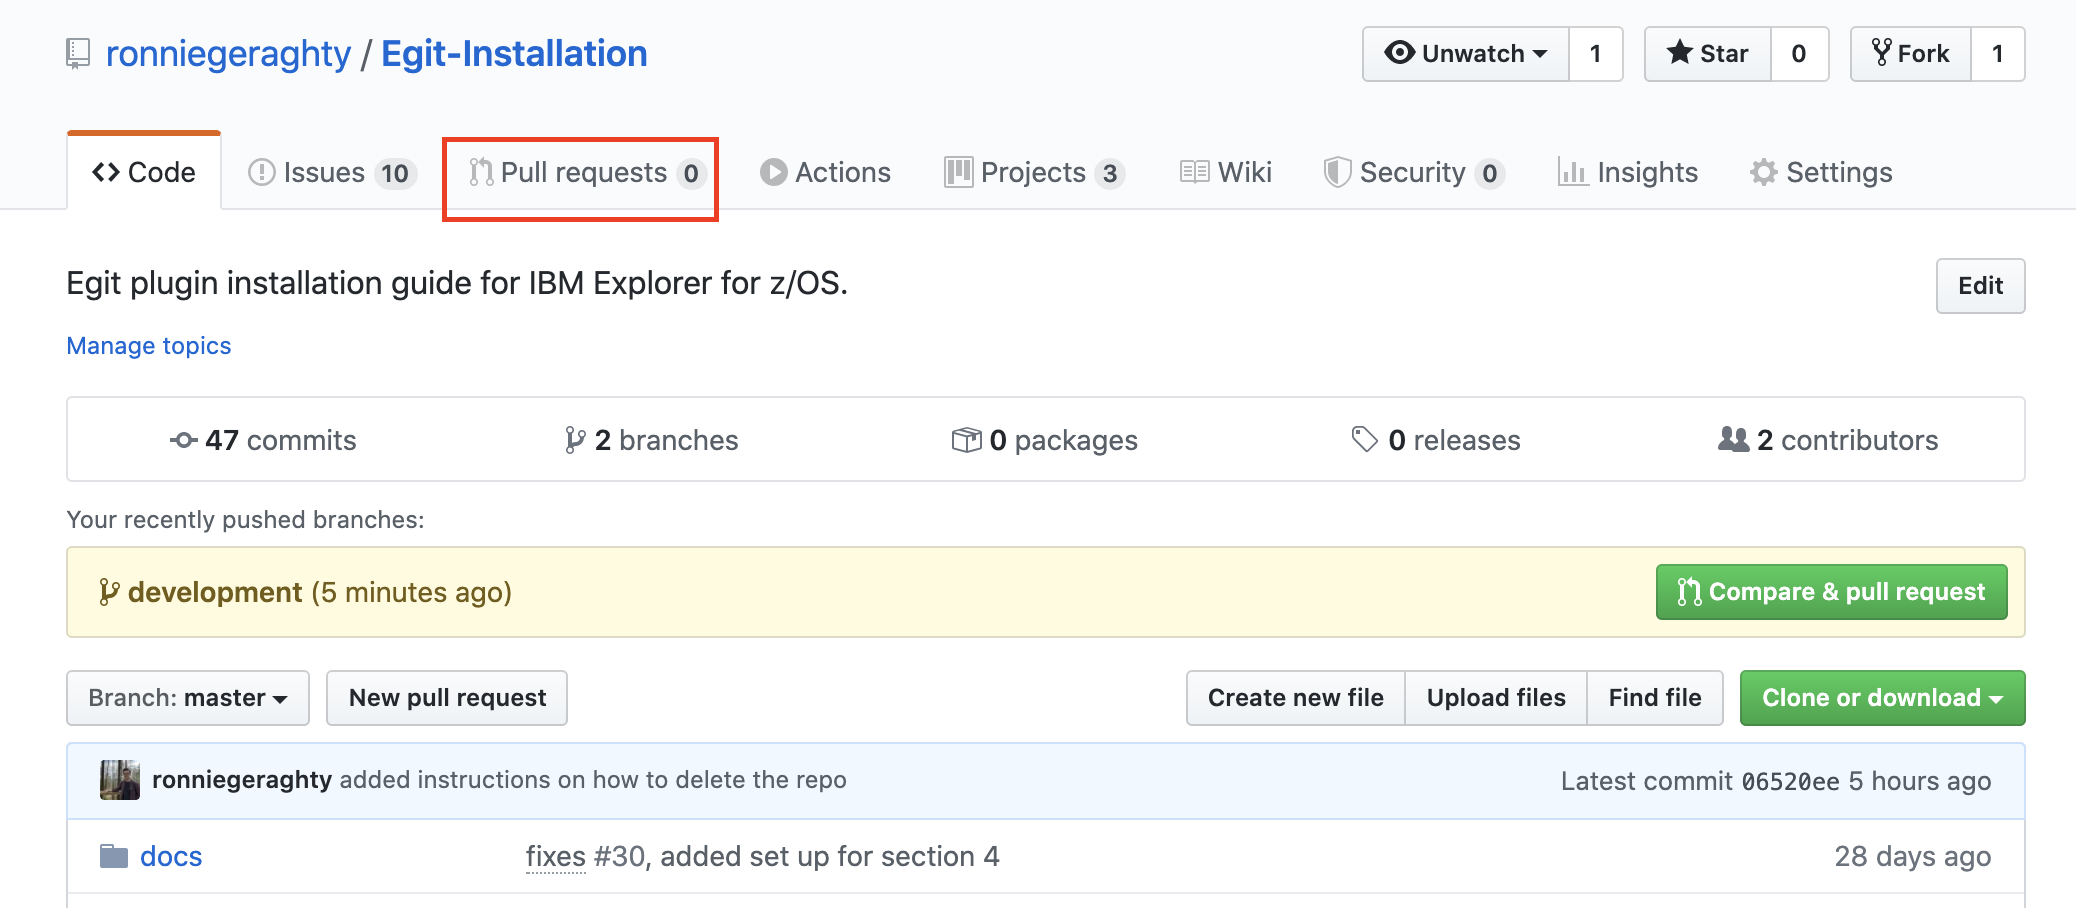 ronniegeraghty / Egit-Installation Unwatch 1 Star 0 Fork 1
Code Issues 10 Pull requests 0 Actions Projects 3 Wiki Security 0 Insights Settings
Egit plugin installation guide for IBM Explorer for z/OS. Edit
Manage topics
47 commits 2 branches 0 packages 0 releases 2 contributors
Your recently pushed branches:
development (5 minutes ago) Compare & pull request
Branch: master New pull request Create new file Upload files Find file Clone or download
ronniegeraghty added instructions on how to delete the repo Latest commit 06520ee 5 hours ago
docs fixes #30, added set up for section 4 28 days ago